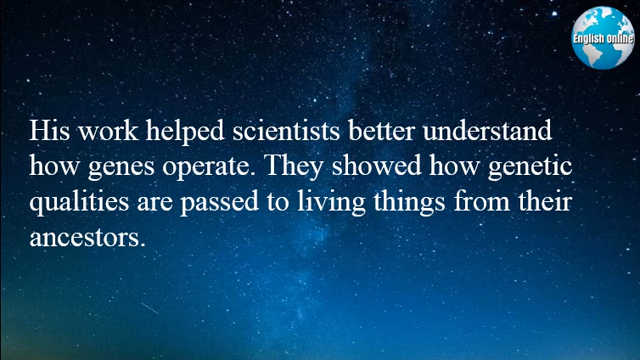 English Online
His work helped scientists better understand
how genes operate. They showed how genetic
qualities are passed to living things from their
ancestors.